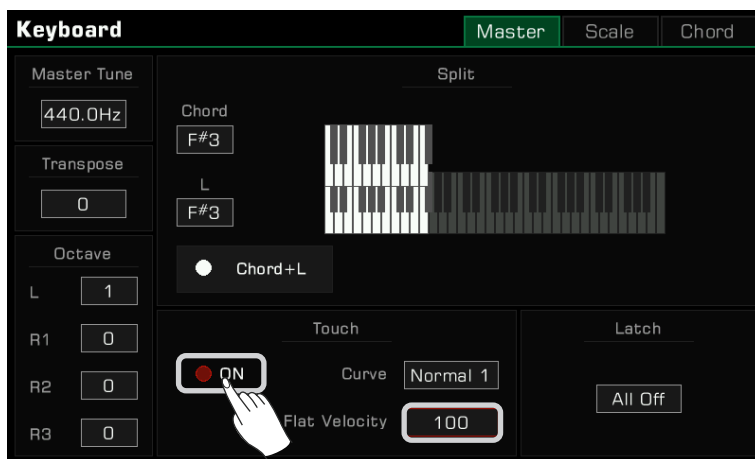 Keyboard
Master
Scale
Chord
Master Tune
440.0Hz
Transpose
0
Octave
L
1
R1
0
R2
0
R3
0
Split
Chord
F#3
L
F#3
Chord+L
Touch
ON
Curve
Normal 1
Flat Velocity
100
Latch
All Off